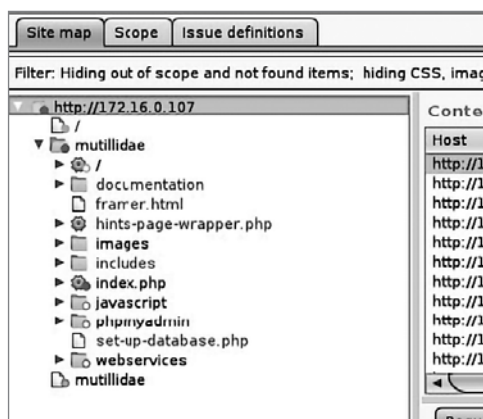 Site map Scope Issue definitions
Filter: Hiding out of scope and not found items; hiding CSS, imag
http://172.16.0.107
/
mutillidae
/
documentation
framer.html
hints-page-wrapper.php
images
includes
index.php
javascript
phpmyadmin
set-up-database.php
webservices
mutillidae
Conte
Host
http://1
http://1
http://1
http://1
http://1
http://1
http://1
http://1
http://1
http://1
http://1